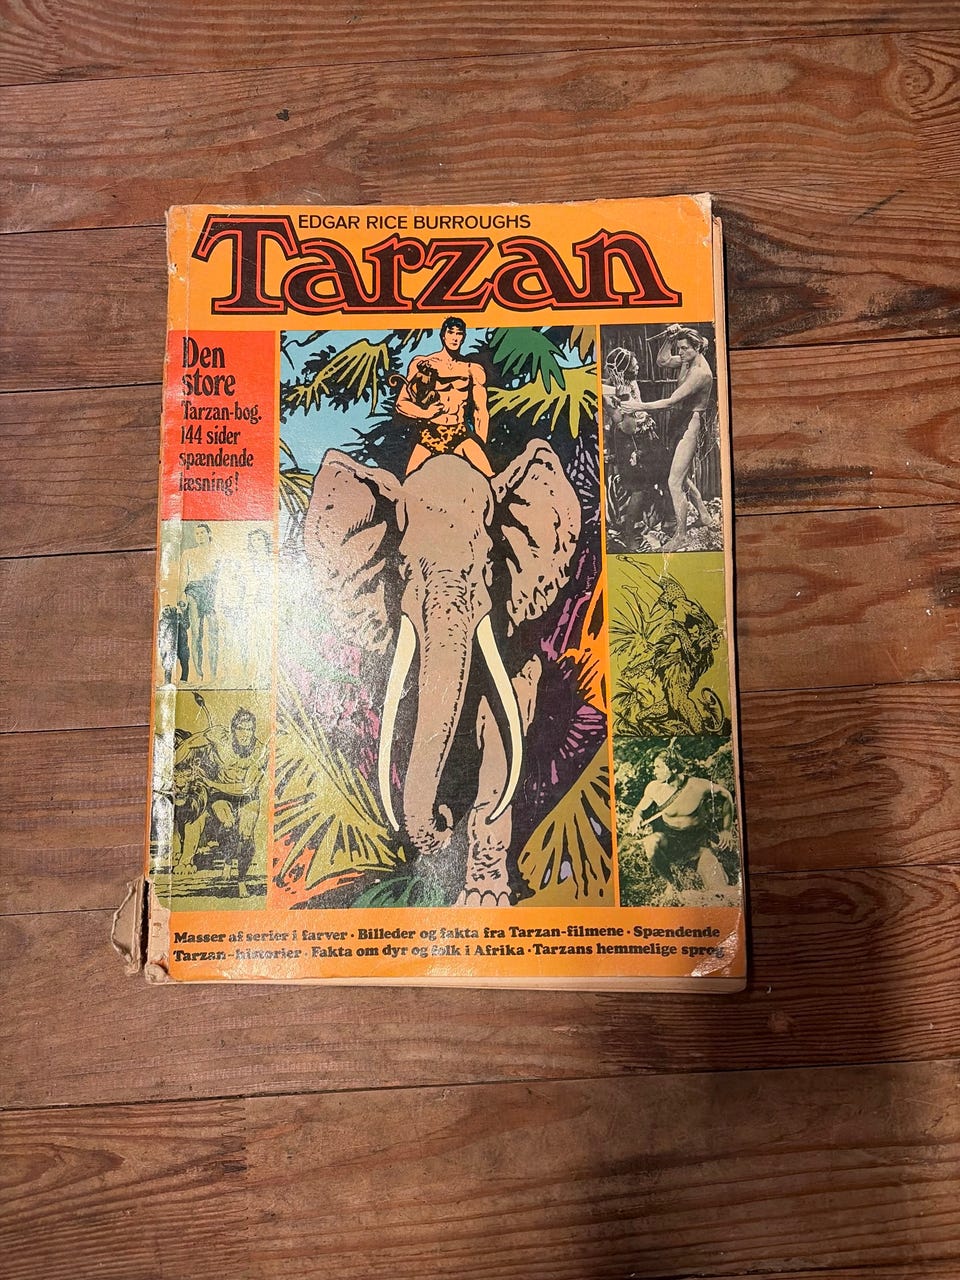 EDGAR RICE BURROUGHS
Tarzan
Den
store
Tarzan-bog.
144 sider
spændende
læsning!
Masser af serier i farver · Billeder og fakta fra Tarzan-filmene · Spændende
Tarzan-historier · Fakta om dyr og folk i Afrika · Tarzans hemmelige sprog